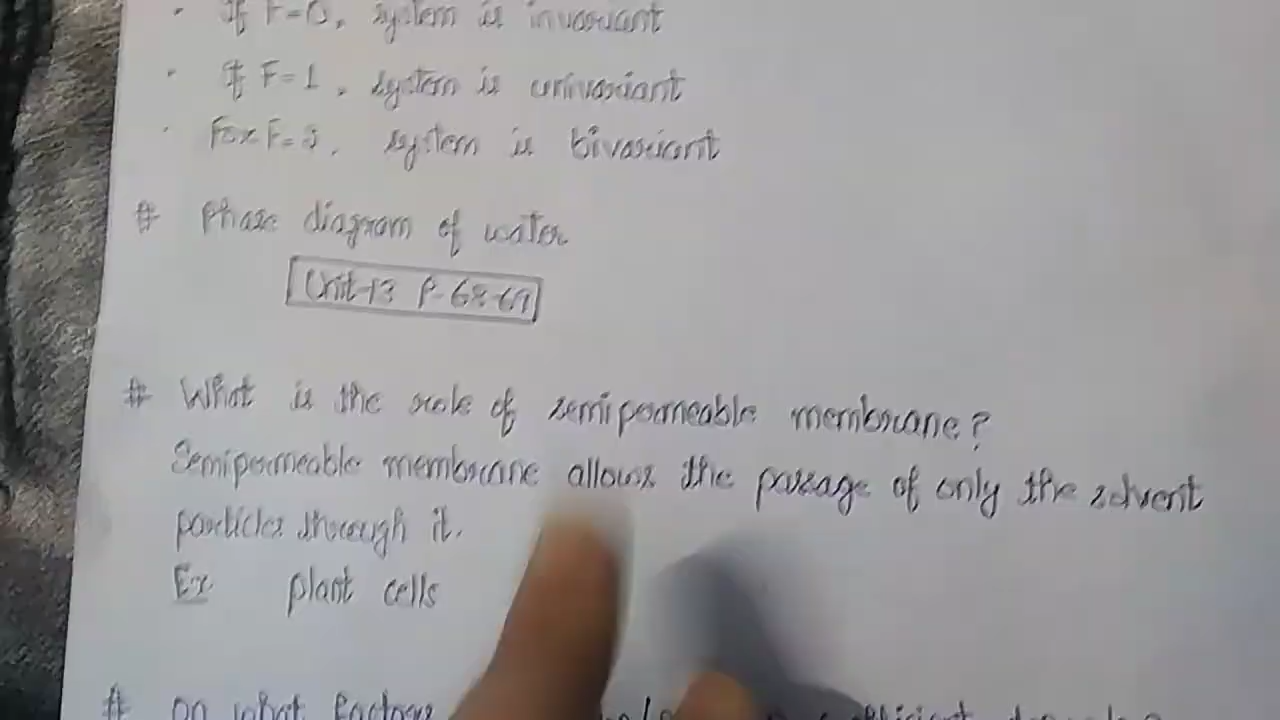 · If F=0, system is invariant
· If F=1, system is univariant
· For F=2, system is bivariant
# Phase diagram of water
Unit-13 P-68-69
# What is the role of semipermeable membrane?
Semipermeable membrane allows the passage of only the solvent
particles through it.
Ex plant cells
# On what factors